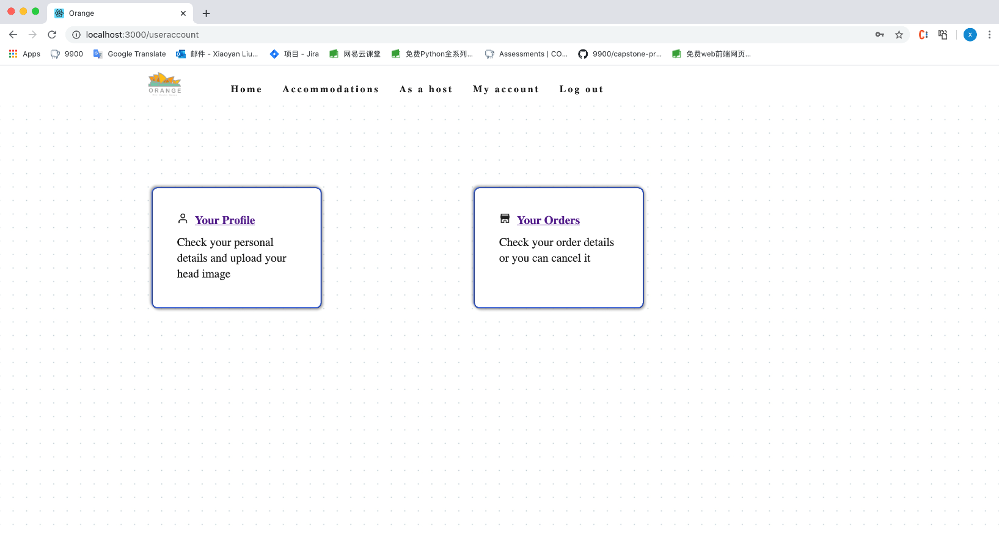 Orange
localhost:3000/useraccount
Apps
9900
Google Translate
邮件 - Xiaoyan Liu...
项目 - Jira
网易云课堂
免费Python全系列...
Assessments | CO...
9900/capstone-pr...
免费web前端网页...
ORANGE
Home
Accommodations
As a host
My account
Log out
Your Profile
Check your personal
details and upload your
head image
Your Orders
Check your order details
or you can cancel it